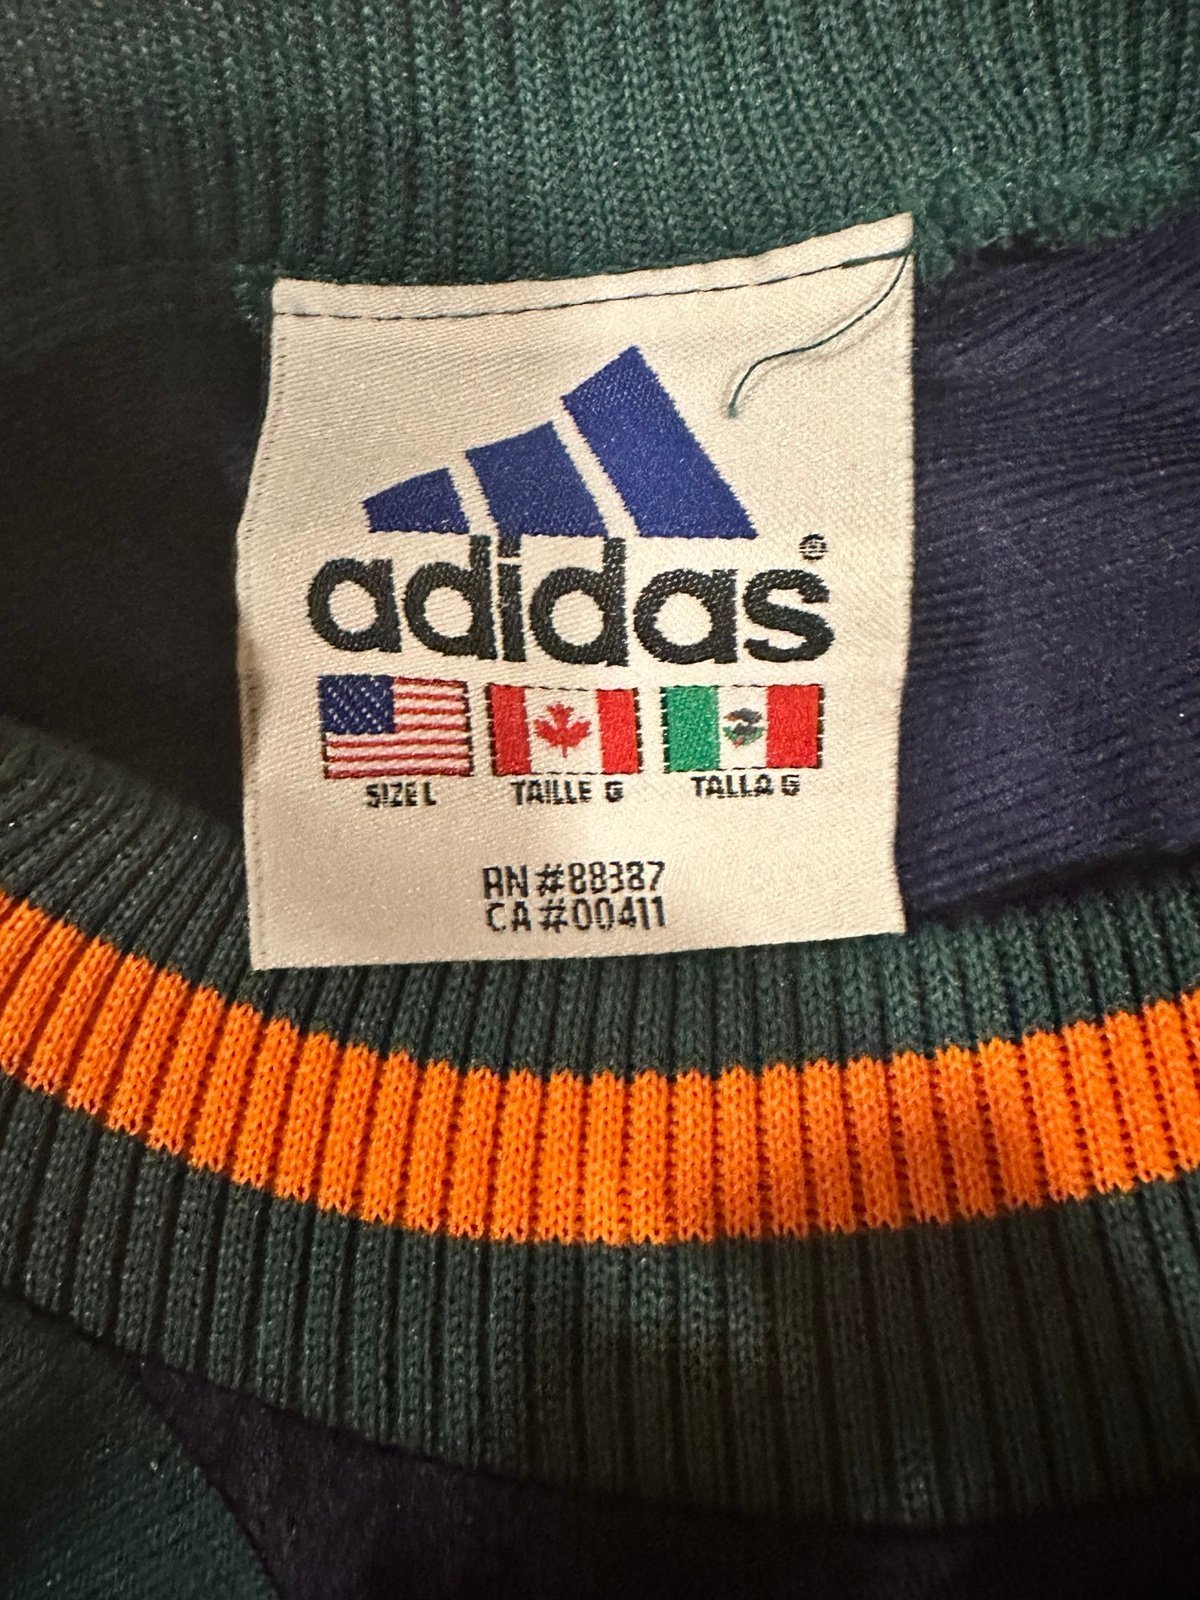 adidas®
SIZE L TAILLE G TALLA G
RN#88387
CA#00411